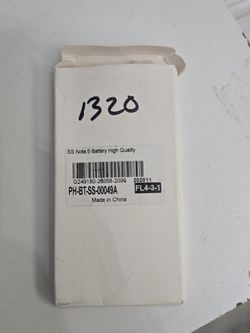 1320
SS Note 5 Battery High Quality
G249180-28358-2099 202011
PH-BT-SS-00049A FL4-3-1
Made in China